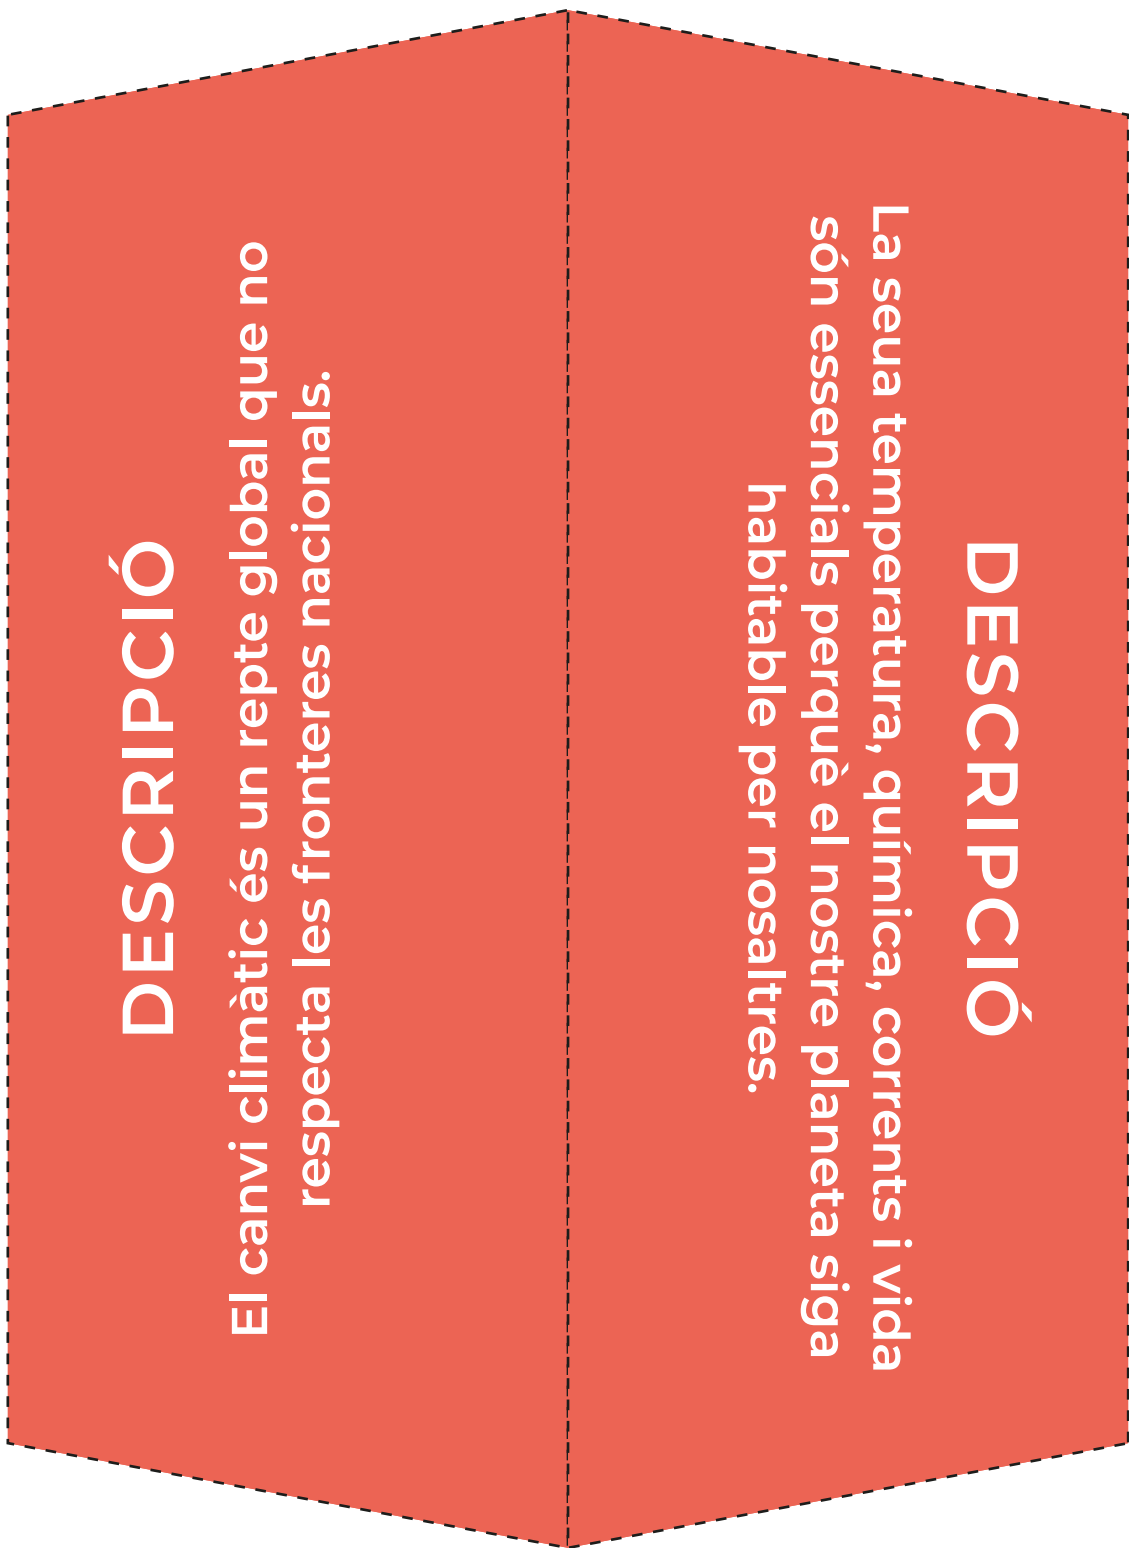 DESCRIPCIÓ
El canvi climàtic és un repte global que no
respecta les fronteres nacionals.
DESCRIPCIÓ
La seua temperatura, química, corrents i vida
són essencials perquè el nostre planeta siga
habitable per nosaltres.